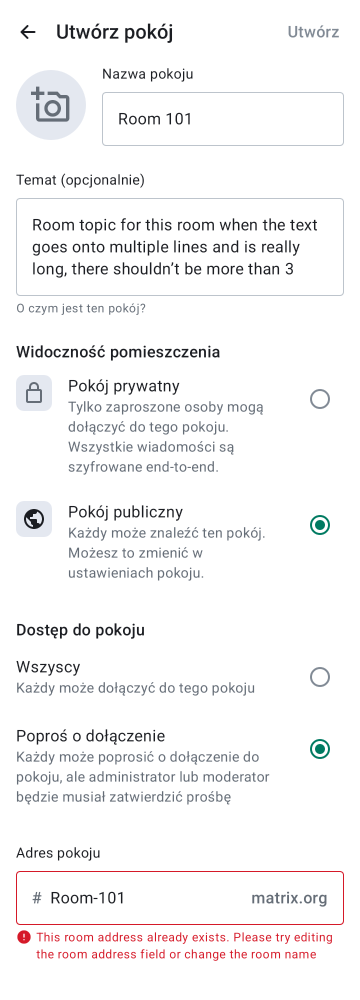 Utwórz pokój
Utwórz
Nazwa pokoju
Room 101
Temat (opcjonalnie)
Room topic for this room when the text
goes onto multiple lines and is really
long, there shouldn’t be more than 3
O czym jest ten pokój?
Widoczność pomieszczenia
Pokój prywatny
Tylko zaproszone osoby mogą
dołączyć do tego pokoju.
Wszystkie wiadomości są
szyfrowane end-to-end.
Pokój publiczny
Każdy może znaleźć ten pokój.
Możesz to zmienić w
ustawieniach pokoju.
Dostęp do pokoju
Wszyscy
Każdy może dołączyć do tego pokoju
Poproś o dołączenie
Każdy może poprosić o dołączenie do
pokoju, ale administrator lub moderator
będzie musiał zatwierdzić prośbę
Adres pokoju
# Room-101 matrix.org
This room address already exists. Please try editing
the room address field or change the room name